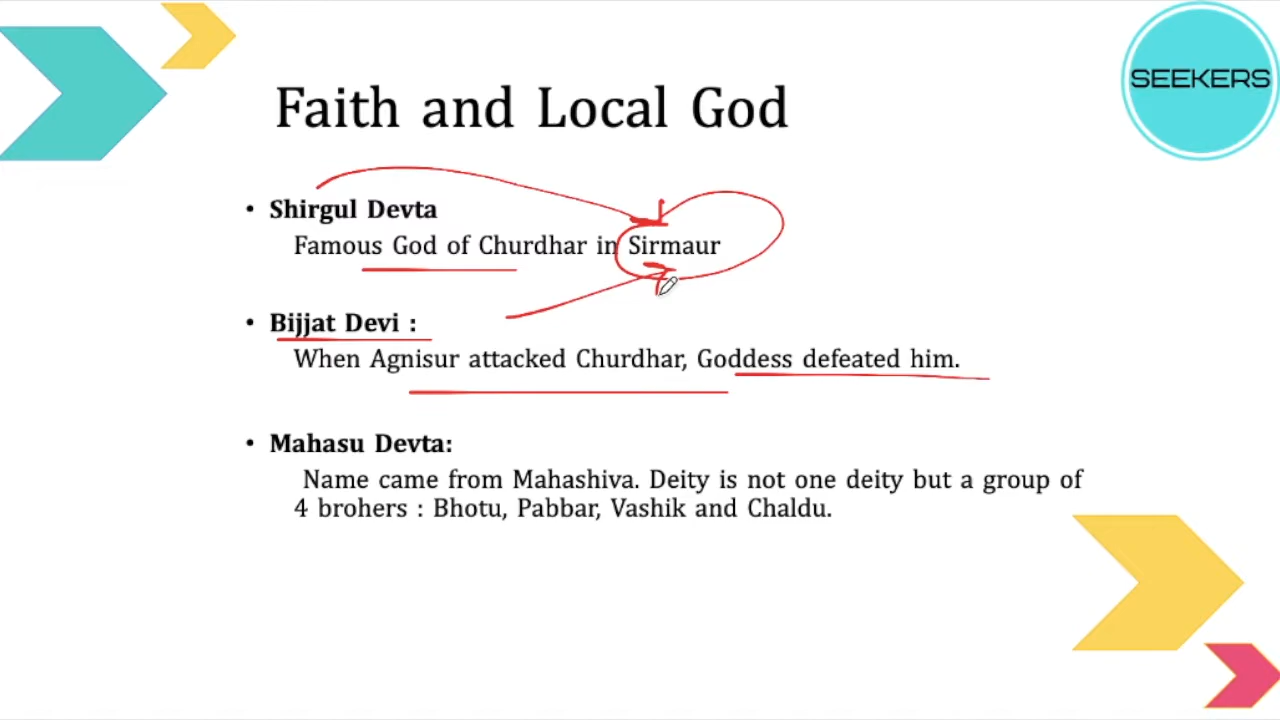 SEEKERS
Faith and Local God
• Shirgul Devta
Famous God of Churdhar in Sirmaur
• Bijjat Devi :
When Agnisur attacked Churdhar, Goddess defeated him.
• Mahasu Devta:
Name came from Mahashiva. Deity is not one deity but a group of
4 brohers : Bhotu, Pabbar, Vashik and Chaldu.